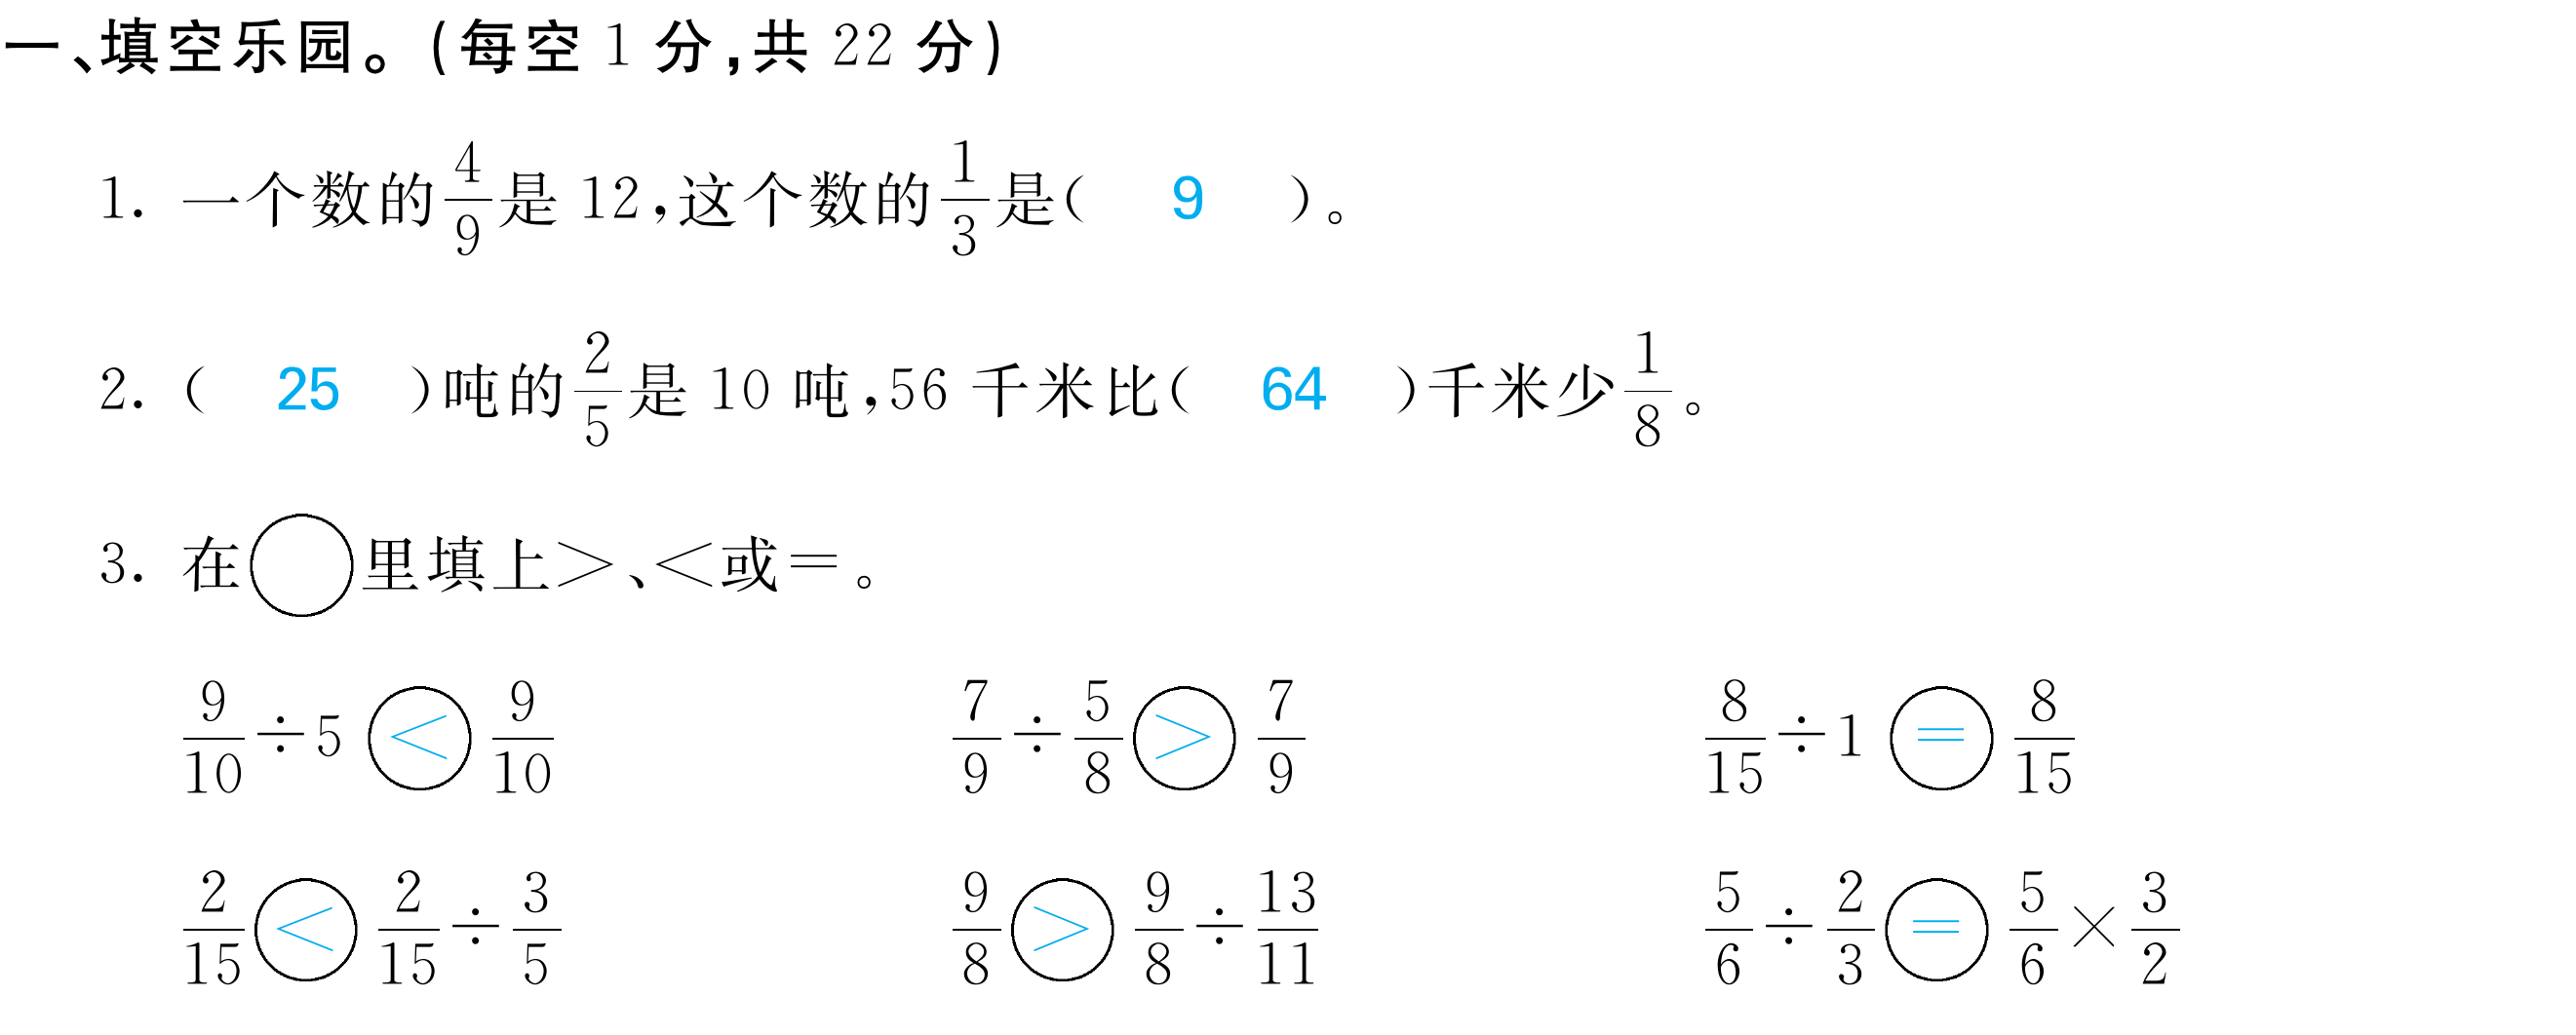 一、填空乐园。(每空 1 分,共 22 分)
1. 一个数的4/9是 12,这个数的1/3是( 9 )。
2. ( 25 )吨的2/5是 10 吨,56 千米比( 64 )千米少1/8。
3. 在○里填上>、<或=。
9/10÷5 < 9/10 7/9÷5/8 > 7/9 8/15÷1 = 8/15
2/15 < 2/15÷3/5 9/8 > 9/8÷13/11 5/6÷2/3 = 5/6×3/2